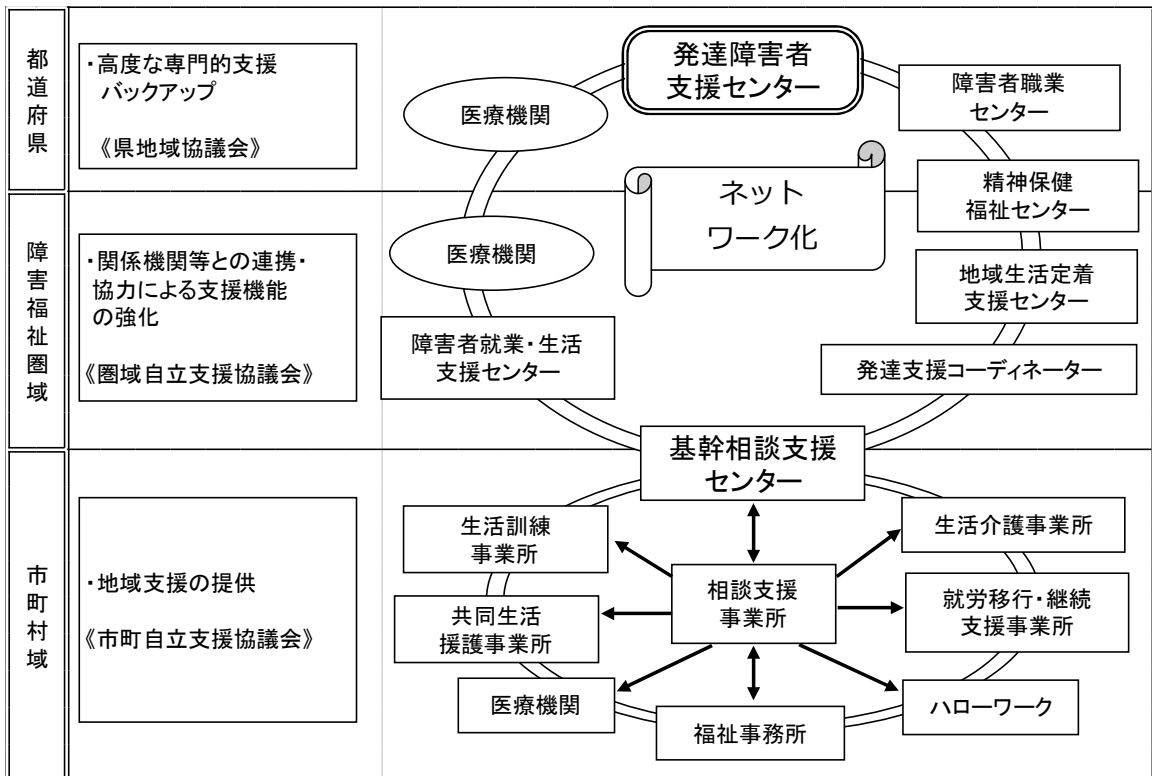 都道府県
・高度な専門的支援
バックアップ
《県地域協議会》
発達障害者
支援センター
医療機関
障害者職業
センター
ネット
ワーク化
精神保健
福祉センター
障害福祉圏域
・関係機関等との連携・
協力による支援機能
の強化
《圏域自立支援協議会》
医療機関
地域生活定着
支援センター
障害者就業・生活
支援センター
発達支援コーディネーター
基幹相談支援
センター
市町村域
・地域支援の提供
《市町自立支援協議会》
生活訓練
事業所
生活介護事業所
相談支援
事業所
共同生活
援護事業所
就労移行・継続
支援事業所
医療機関
福祉事務所
ハローワーク